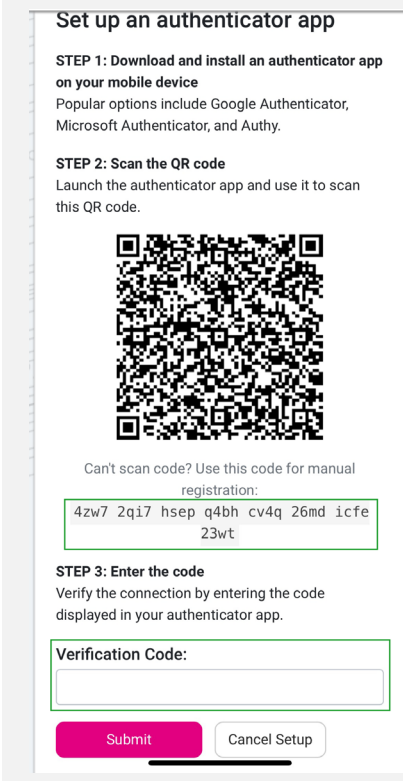 Set up an authenticator app
STEP 1: Download and install an authenticator app
on your mobile device
Popular options include Google Authenticator,
Microsoft Authenticator, and Authy.
STEP 2: Scan the QR code
Launch the authenticator app and use it to scan
this QR code.
Can't scan code? Use this code for manual
registration:
4zw7 2qi7 hsep q4bh cv4q 26md icfe
23wt
STEP 3: Enter the code
Verify the connection by entering the code
displayed in your authenticator app.
Verification Code:
Submit
Cancel Setup